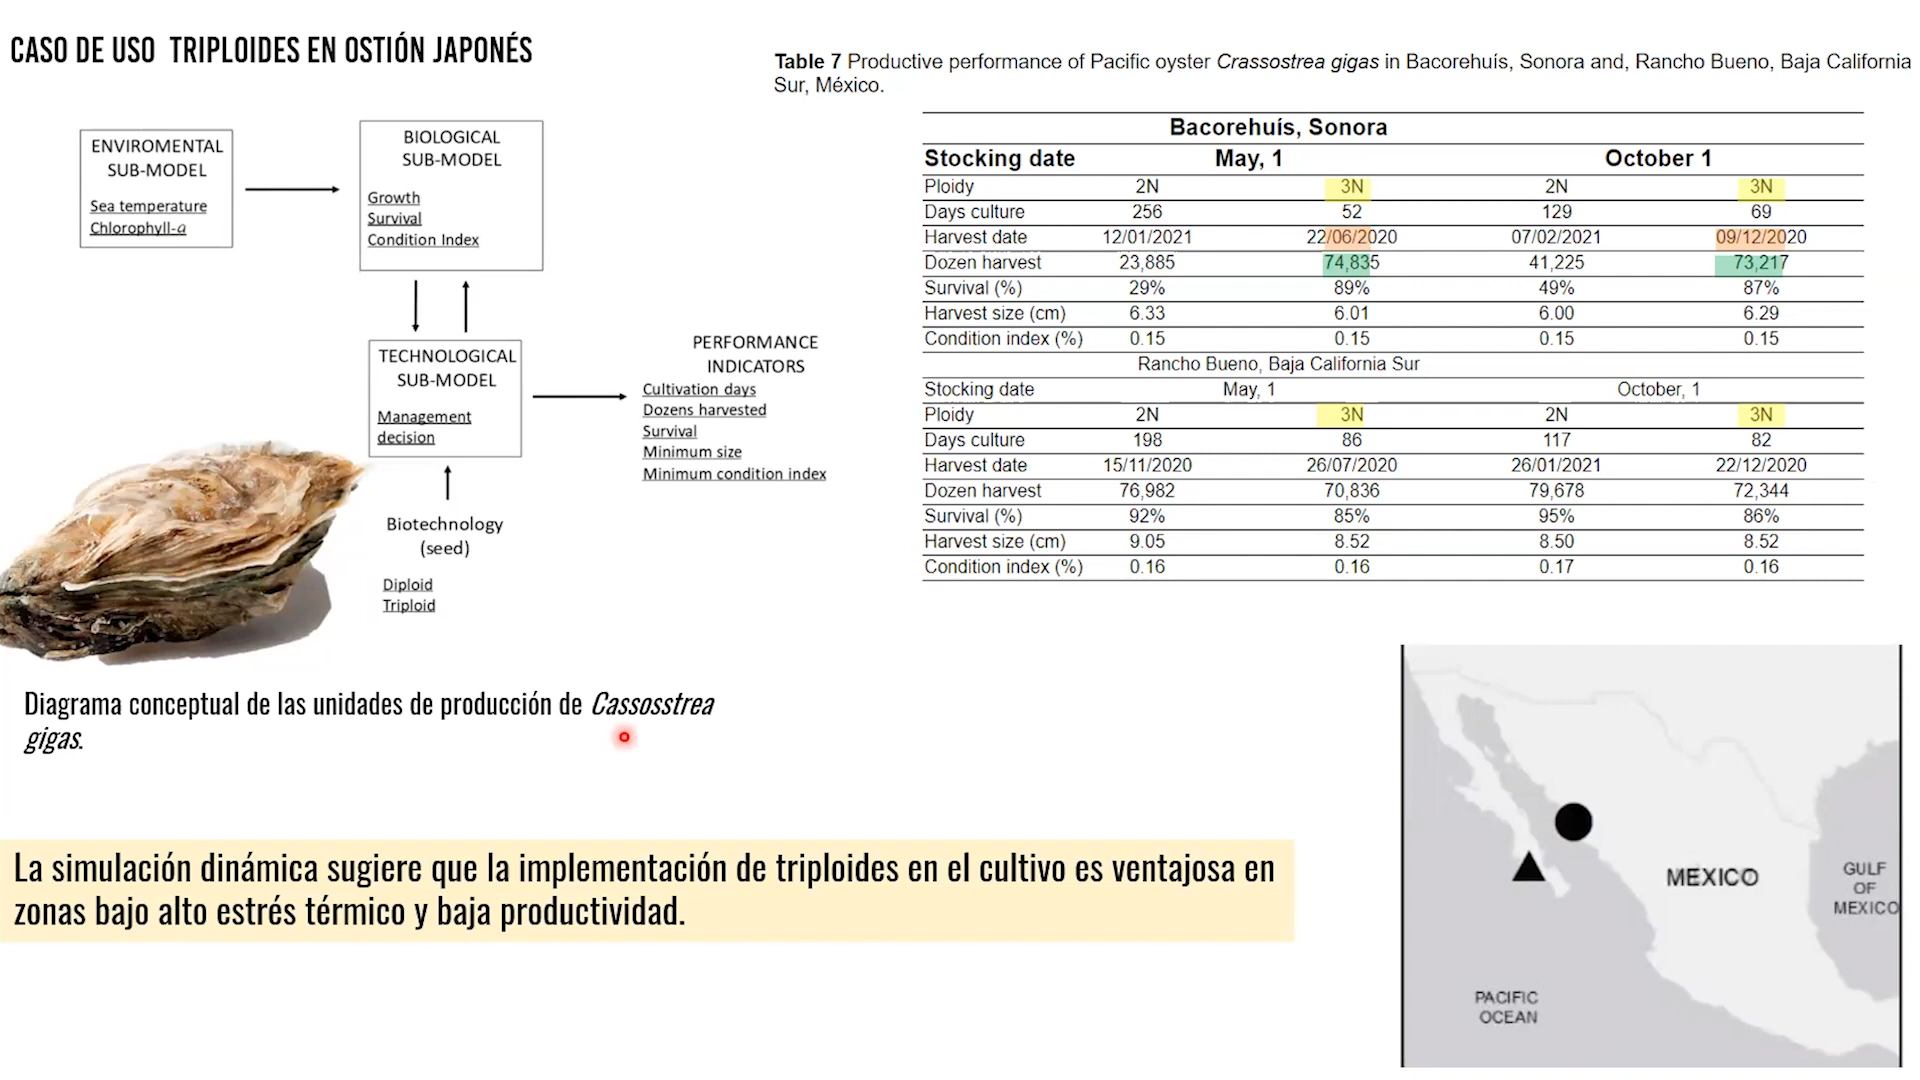 CASO DE USO  TRIPLOIDES EN OSTIÓN JAPONÉS
ENVIROMENTAL
SUB-MODEL
Sea temperature
Chlorophyll-a
BIOLOGICAL
SUB-MODEL
Growth
Survival
Condition Index
TECHNOLOGICAL
SUB-MODEL
Management
decision
PERFORMANCE
INDICATORS
Cultivation days
Dozens harvested
Survival
Minimum size
Minimum condition index
Biotechnology
(seed)
Diploid
Triploid
Diagrama conceptual de las unidades de producción de Cassosstrea
gigas.
Table 7 Productive performance of Pacific oyster Crassostrea gigas in Bacorehuís, Sonora and, Rancho Bueno, Baja California
Sur, México.
Bacorehuís, Sonora
Stocking date May, 1 October 1
Ploidy 2N 3N 2N 3N
Days culture 256 52 129 69
Harvest date 12/01/2021 22/06/2020 07/02/2021 09/12/2020
Dozen harvest 23,885 74,835 41,225 73,217
Survival (%) 29% 89% 49% 87%
Harvest size (cm) 6.33 6.01 6.00 6.29
Condition index (%) 0.15 0.15 0.15 0.15
Rancho Bueno, Baja California Sur
Stocking date May, 1 October, 1
Ploidy 2N 3N 2N 3N
Days culture 198 86 117 82
Harvest date 15/11/2020 26/07/2020 26/01/2021 22/12/2020
Dozen harvest 76,982 70,836 79,678 72,344
Survival (%) 92% 85% 95% 86%
Harvest size (cm) 9.05 8.52 8.50 8.52
Condition index (%) 0.16 0.16 0.17 0.16
La simulación dinámica sugiere que la implementación de triploides en el cultivo es ventajosa en
zonas bajo alto estrés térmico y baja productividad.
MEXICO
GULF
OF
MEXICO
PACIFIC
OCEAN